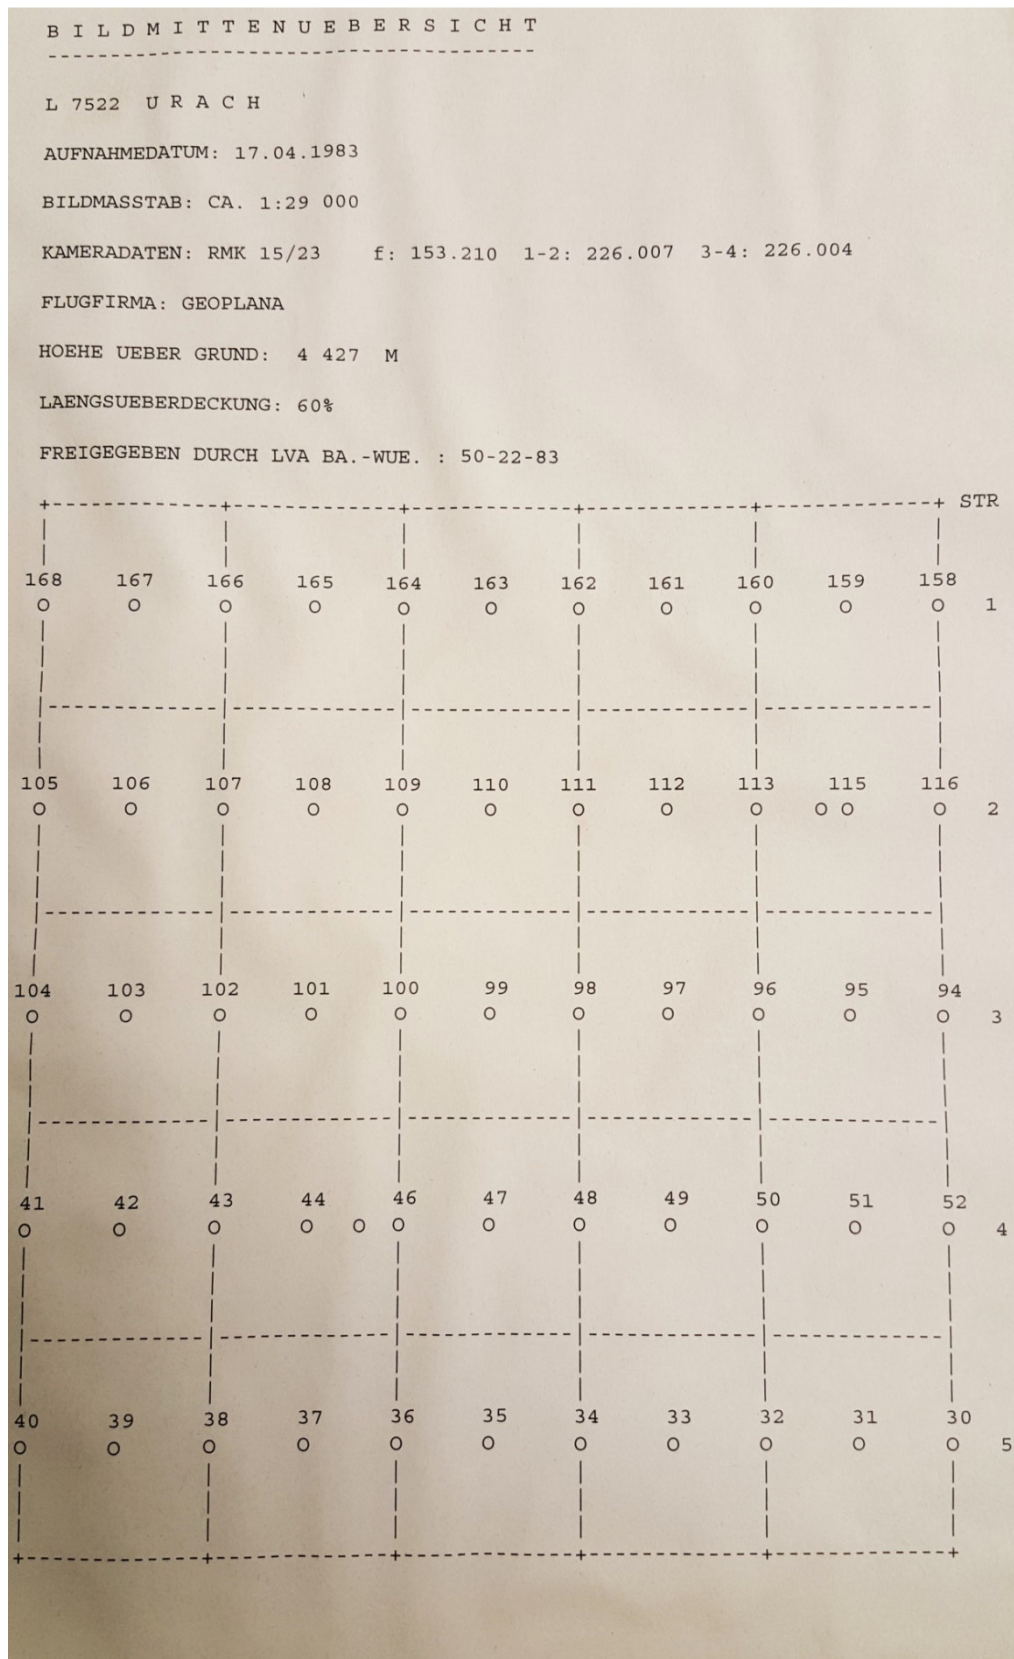 B I L D M I T T E N U E B E R S I C H T
--------------------------------------
L 7522 U R A C H
AUFNAHMEDATUM: 17.04.1983
BILDMASSTAB: CA. 1:29 000
KAMERADATEN: RMK 15/23 f: 153.210 1-2: 226.007 3-4: 226.004
FLUGFIRMA: GEOPLANA
HOEHE UEBER GRUND: 4 427 M
LAENGSUEBERDECKUNG: 60%
FREIGEGEBEN DURCH LVA BA.-WUE. : 50-22-83
STR
168 167 166 165 164 163 162 161 160 159 158
O O O O O O O O O O O 1
105 106 107 108 109 110 111 112 113 115 116
O O O O O O O O O O O O 2
104 103 102 101 100 99 98 97 96 95 94
O O O O O O O O O O O 3
41 42 43 44 46 47 48 49 50 51 52
O O O O O O O O O O O O 4
40 39 38 37 36 35 34 33 32 31 30
O O O O O O O O O O O 5